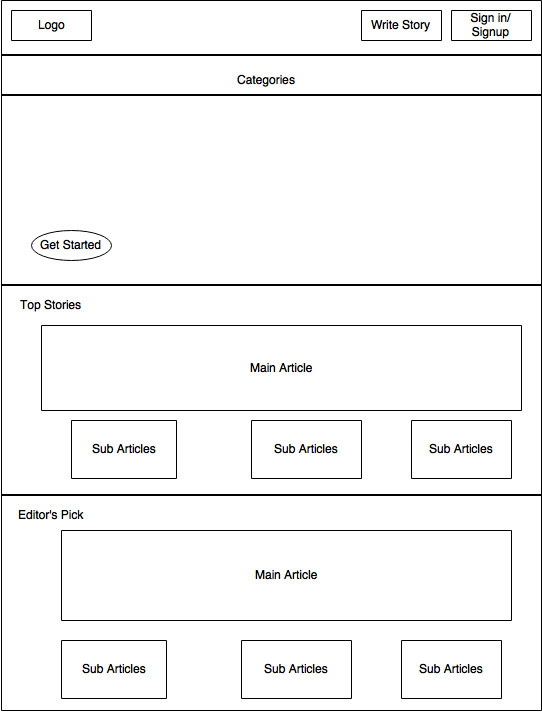 Logo
Write Story
Sign in/
Signup
Categories
Get Started
Top Stories
Main Article
Sub Articles
Sub Articles
Sub Articles
Editor's Pick
Main Article
Sub Articles
Sub Articles
Sub Articles